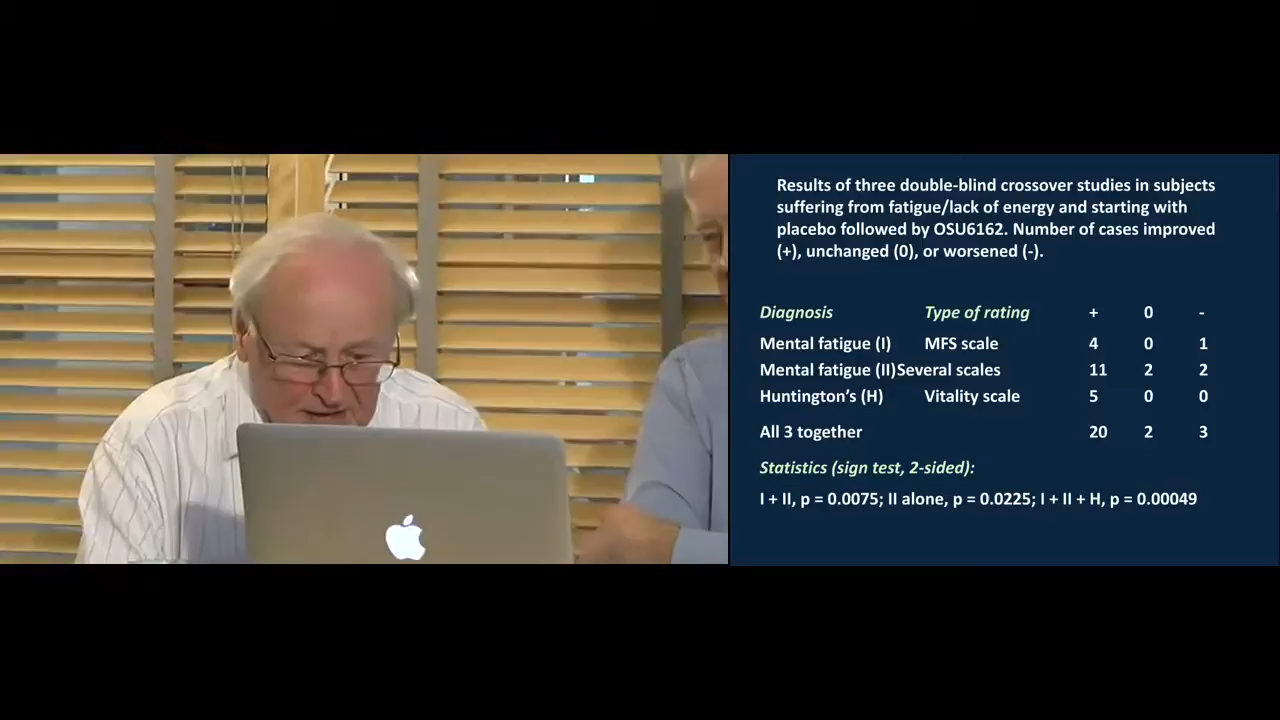 Results of three double-blind crossover studies in subjects
suffering from fatigue/lack of energy and starting with
placebo followed by OSU6162. Number of cases improved
(+), unchanged (0), or worsened (-).
Diagnosis Type of rating + 0 -
Mental fatigue (I) MFS scale 4 0 1
Mental fatigue (II)Several scales 11 2 2
Huntington’s (H) Vitality scale 5 0 0
All 3 together 20 2 3
Statistics (sign test, 2-sided):
I + II, p = 0.0075; II alone, p = 0.0225; I + II + H, p = 0.00049